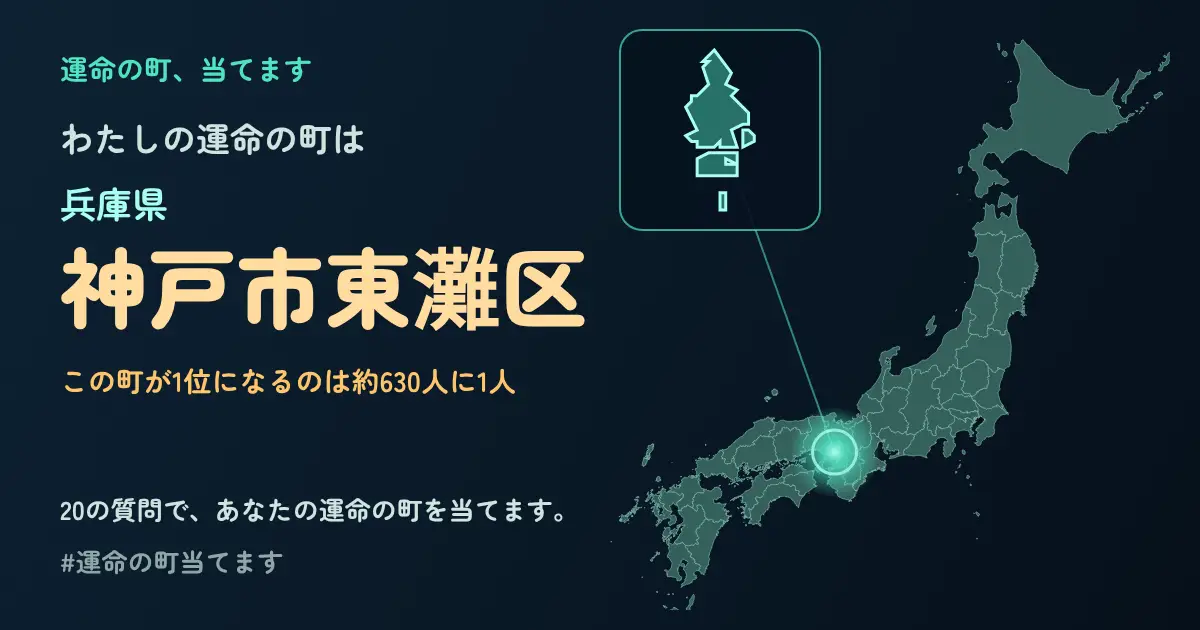 運命の町、当てます
わたしの運命の町は
兵庫県
神戸市東灘区
この町が1位になるのは約630人に1人
20の質問で、あなたの運命の町を当てます。
#運命の町当てます